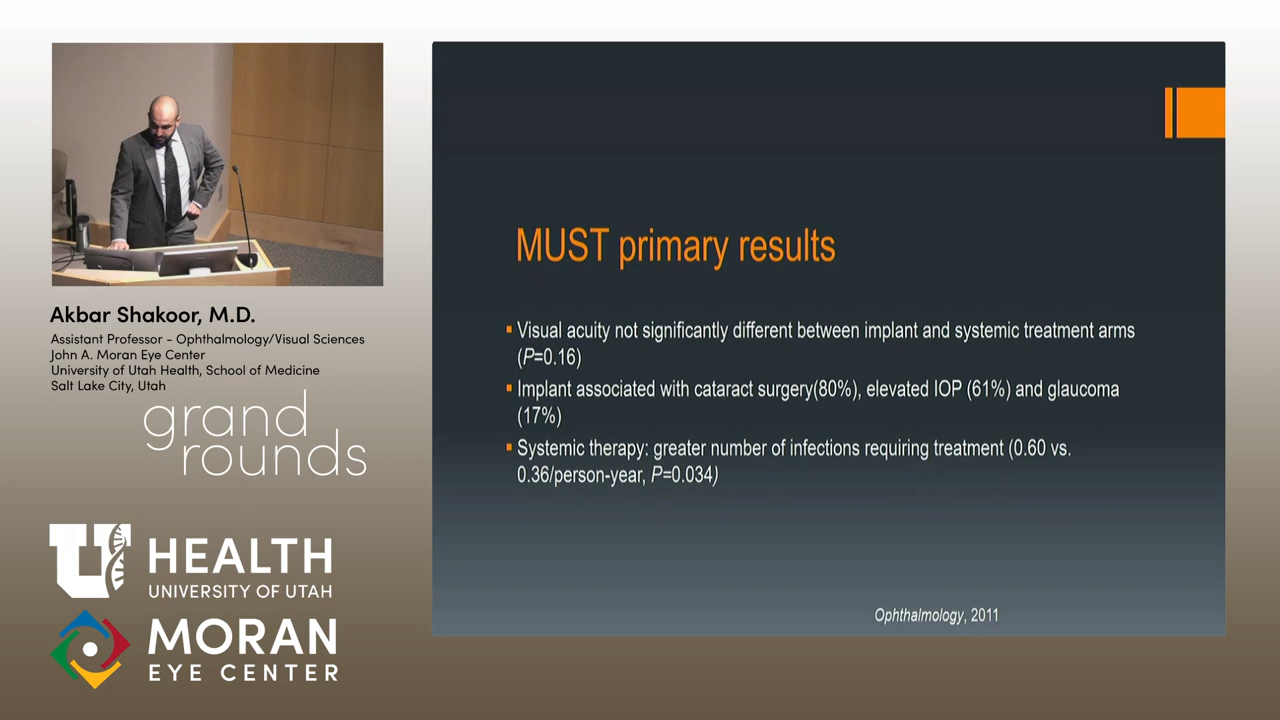 Akbar Shakoor, M.D.
Assistant Professor - Ophthalmology/Visual Sciences
John A. Moran Eye Center
University of Utah Health, School of Medicine
Salt Lake City, Utah
grand
rounds
U HEALTH
UNIVERSITY OF UTAH
MORAN
EYE CENTER
MUST primary results
Visual acuity not significantly different between implant and systemic treatment arms
(P=0.16)
Implant associated with cataract surgery(80%), elevated IOP (61%) and glaucoma
(17%)
Systemic therapy: greater number of infections requiring treatment (0.60 vs.
0.36/person-year, P=0.034)
Ophthalmology, 2011